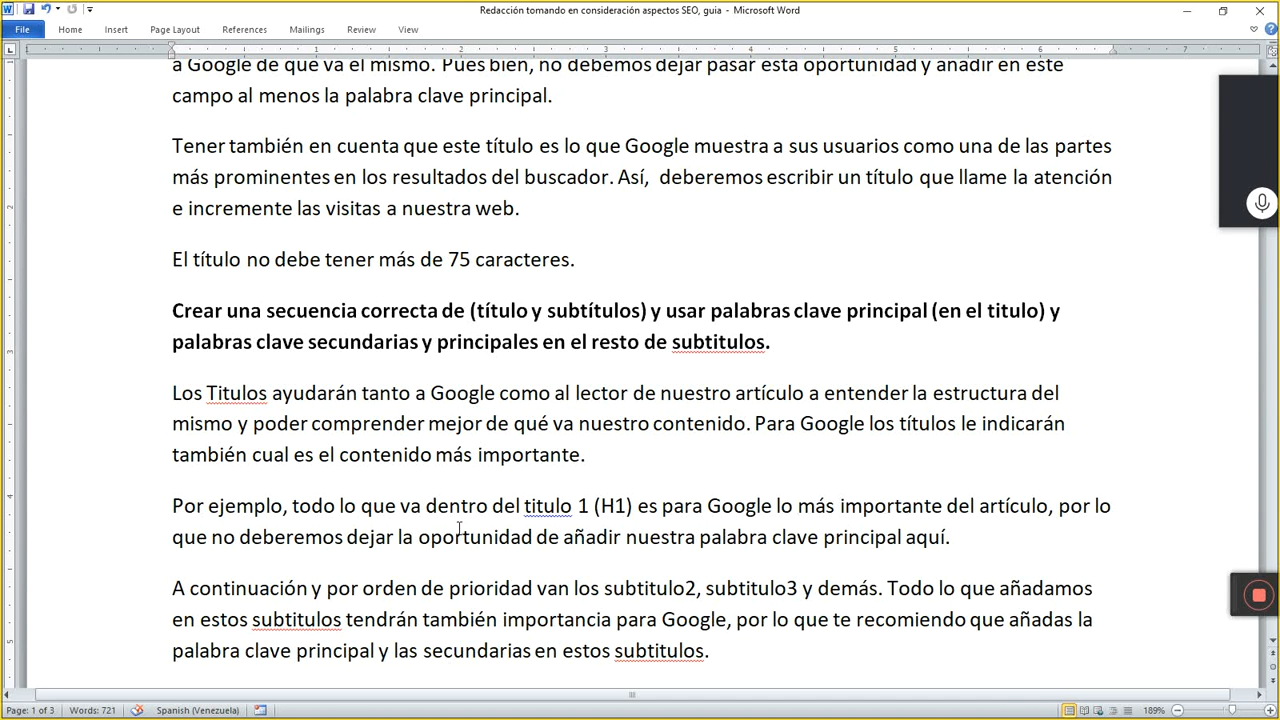 Redacción tomando en consideración aspectos SEO, guia - Microsoft Word
File Home Insert Page Layout References Mailings Review View
1 1 2 3 4 5 6 7
a Google de que va el mismo. Pues bien, no debemos dejar pasar esta oportunidad y añadir en este
campo al menos la palabra clave principal.
Tener también en cuenta que este título es lo que Google muestra a sus usuarios como una de las partes
más prominentes en los resultados del buscador. Así, deberemos escribir un título que llame la atención
e incremente las visitas a nuestra web.
El título no debe tener más de 75 caracteres.
Crear una secuencia correcta de (título y subtítulos) y usar palabras clave principal (en el titulo) y
palabras clave secundarias y principales en el resto de subtitulos.
Los Titulos ayudarán tanto a Google como al lector de nuestro artículo a entender la estructura del
mismo y poder comprender mejor de qué va nuestro contenido. Para Google los títulos le indicarán
también cual es el contenido más importante.
Por ejemplo, todo lo que va dentro del titulo 1 (H1) es para Google lo más importante del artículo, por lo
que no deberemos dejar la oportunidad de añadir nuestra palabra clave principal aquí.
A continuación y por orden de prioridad van los subtitulo2, subtitulo3 y demás. Todo lo que añadamos
en estos subtitulos tendrán también importancia para Google, por lo que te recomiendo que añadas la
palabra clave principal y las secundarias en estos subtitulos.
Page: 1 of 3 Words: 721 Spanish (Venezuela) 189%